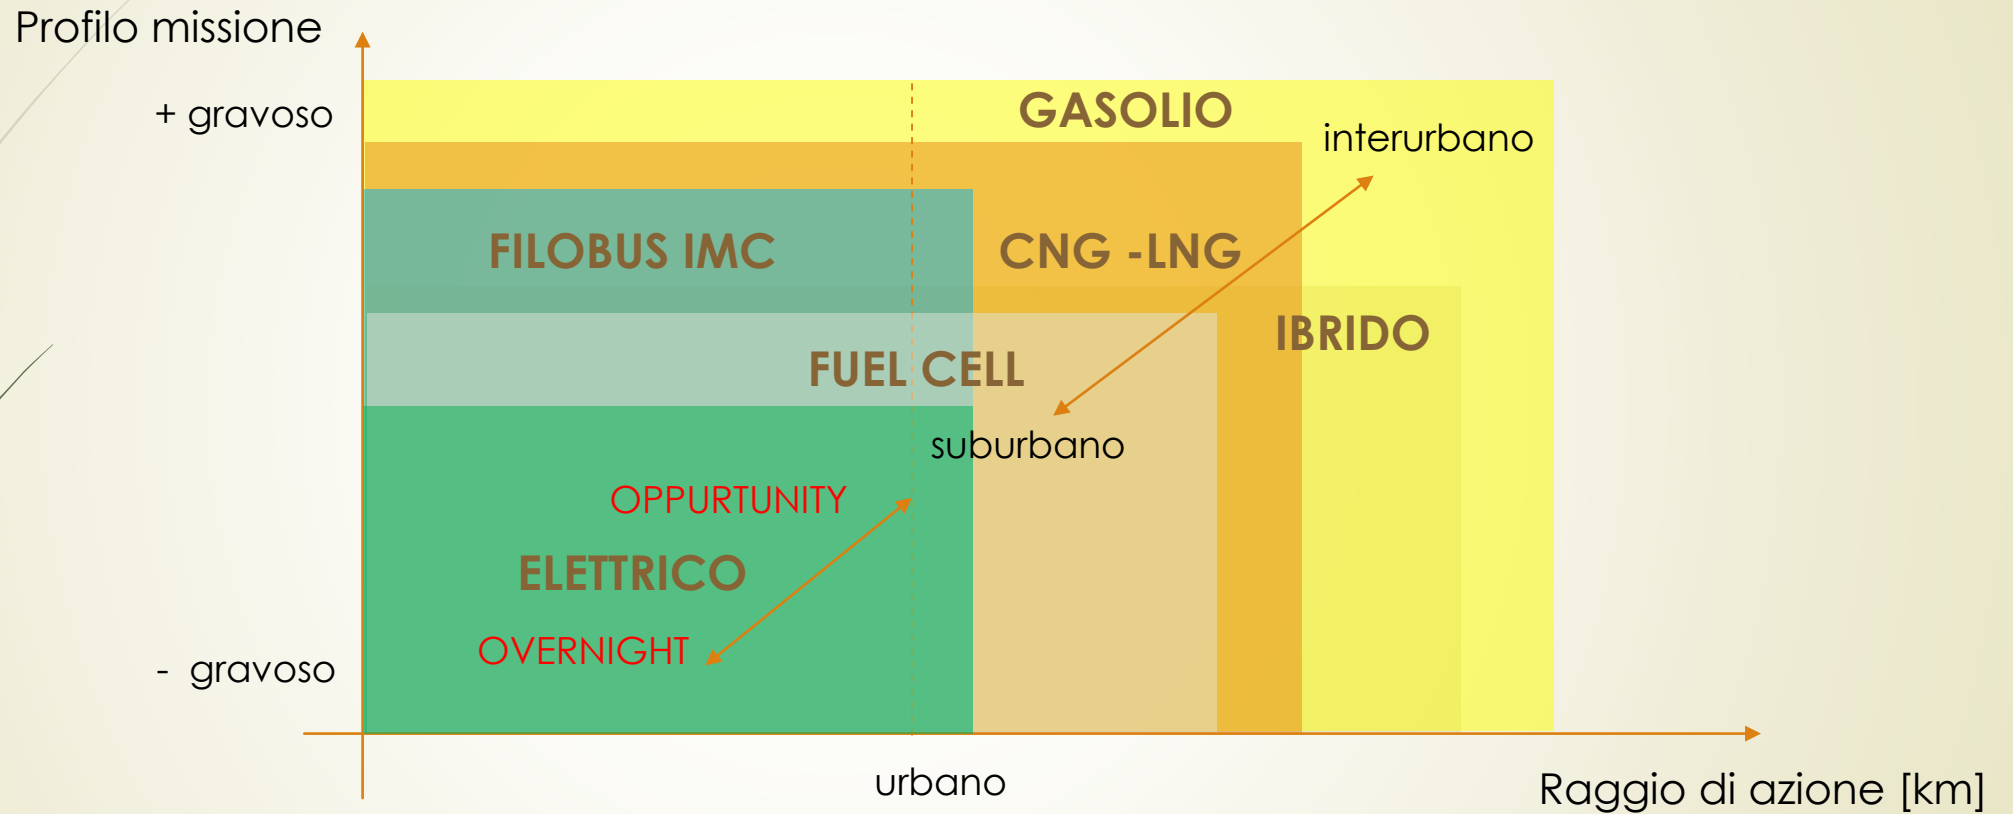 Profilo missione
+ gravoso
GASOLIO
interurbano
FILOBUS IMC
CNG -LNG
IBRIDO
FUEL CELL
suburbano
OPPURTUNITY
ELETTRICO
OVERNIGHT
- gravoso
urbano
Raggio di azione [km]